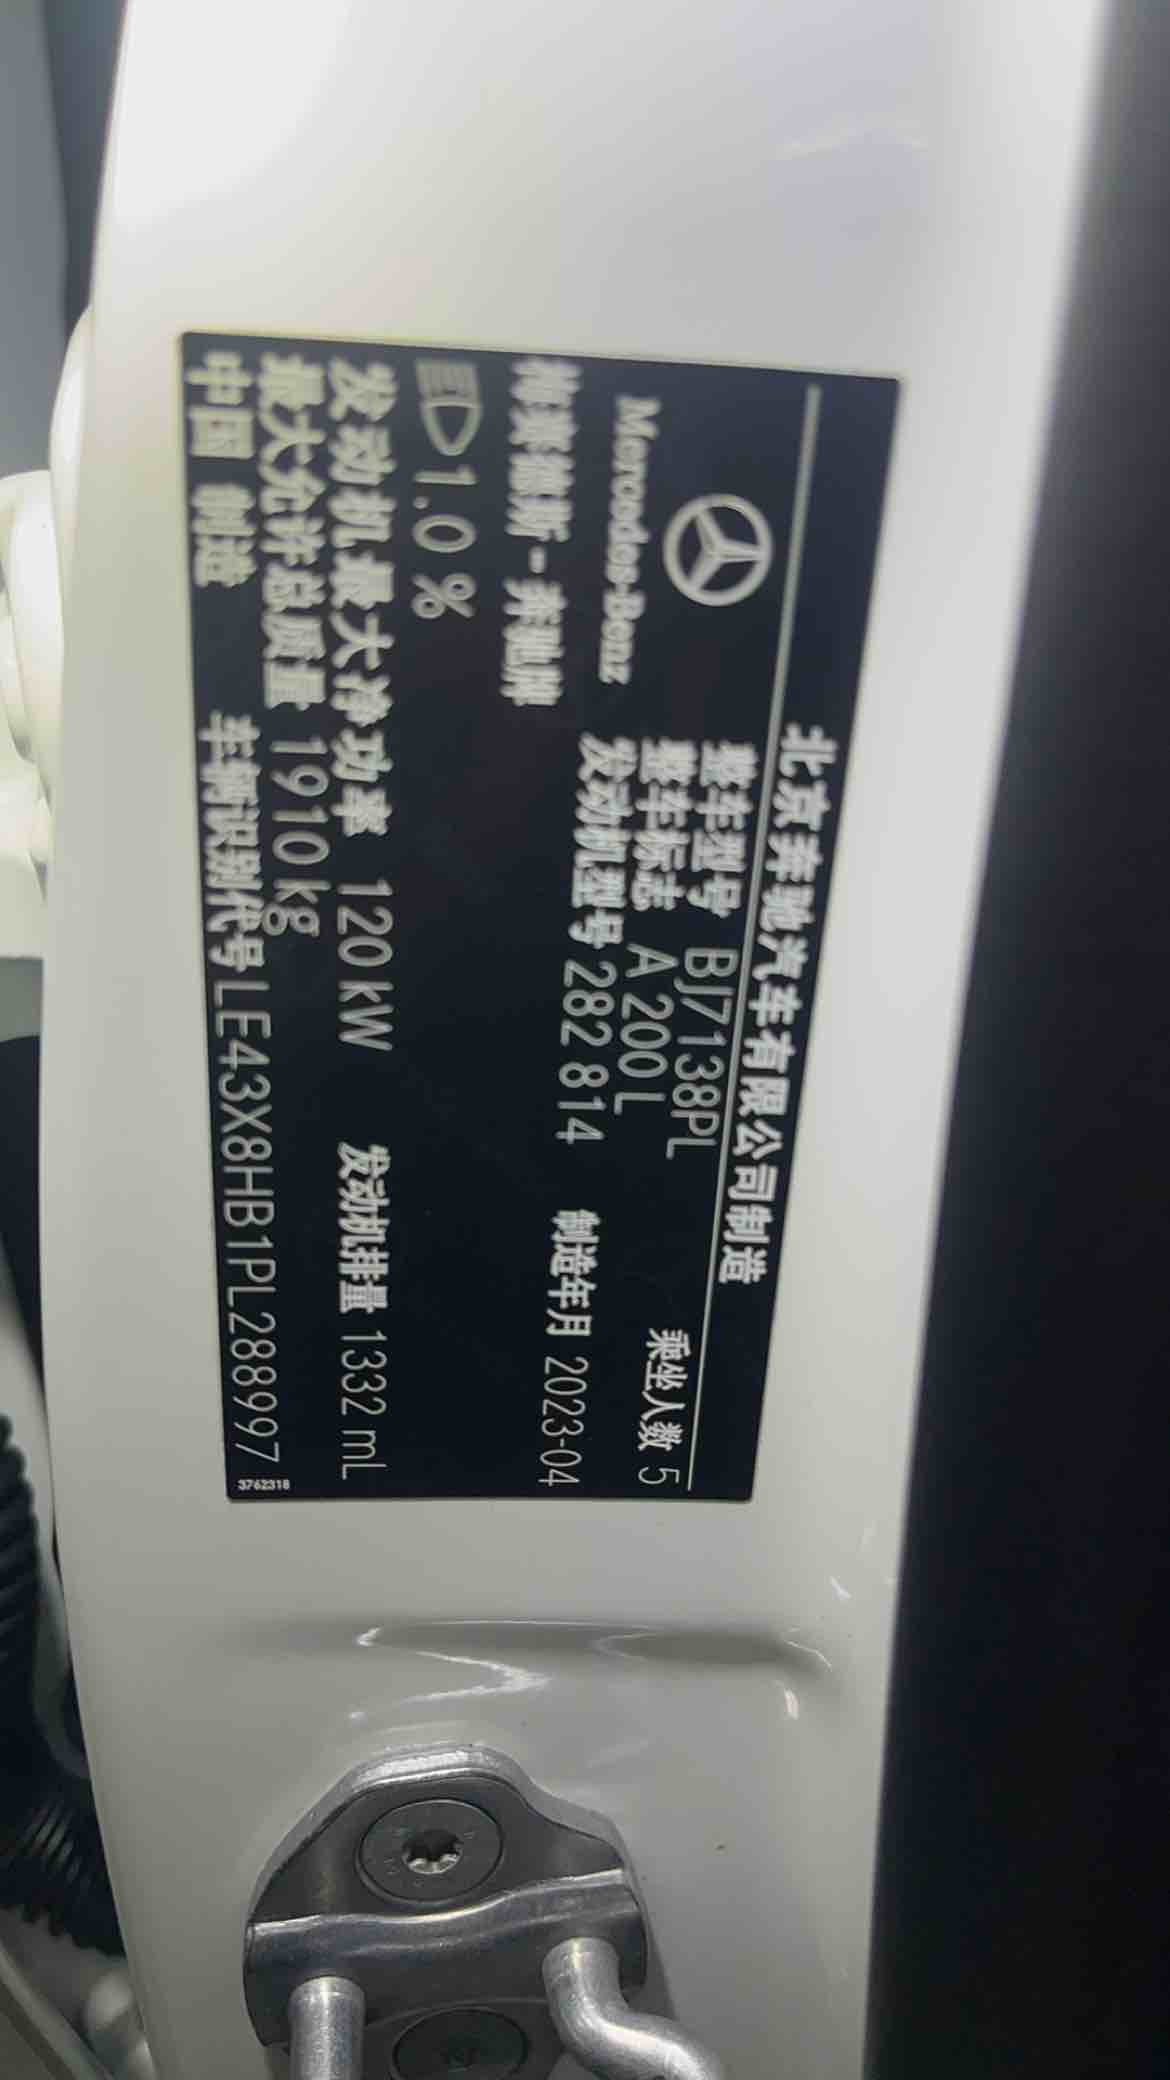 北京奔驰汽车有限公司制造
Mercedes-Benz
整车型号 BJ7138PL
整车标志 A 200 L 乘坐人数 5
发动机型号 282 814 制造年月 2023-04
梅赛德斯-奔驰牌
1.0 %
发动机最大净功率 120 kW 发动机排量 1332 mL
最大允许总质量 1910 kg
中国 制造 车辆识别代号 LE43X8HB1PL288997
3762318